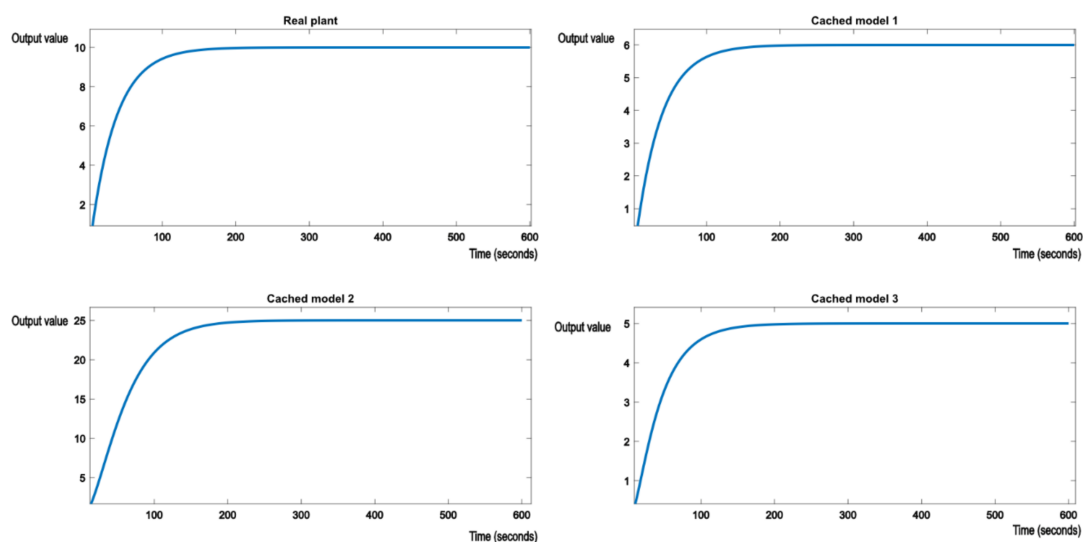 Real plant
Output value
10
8
6
4
2
100 200 300 400 500 600
Time (seconds)
Cached model 1
Output value
6
5
4
3
2
1
100 200 300 400 500 600
Time (seconds)
Cached model 2
Output value
25
20
15
10
5
100 200 300 400 500 600
Time (seconds)
Cached model 3
Output value
5
4
3
2
1
100 200 300 400 500 600
Time (seconds)